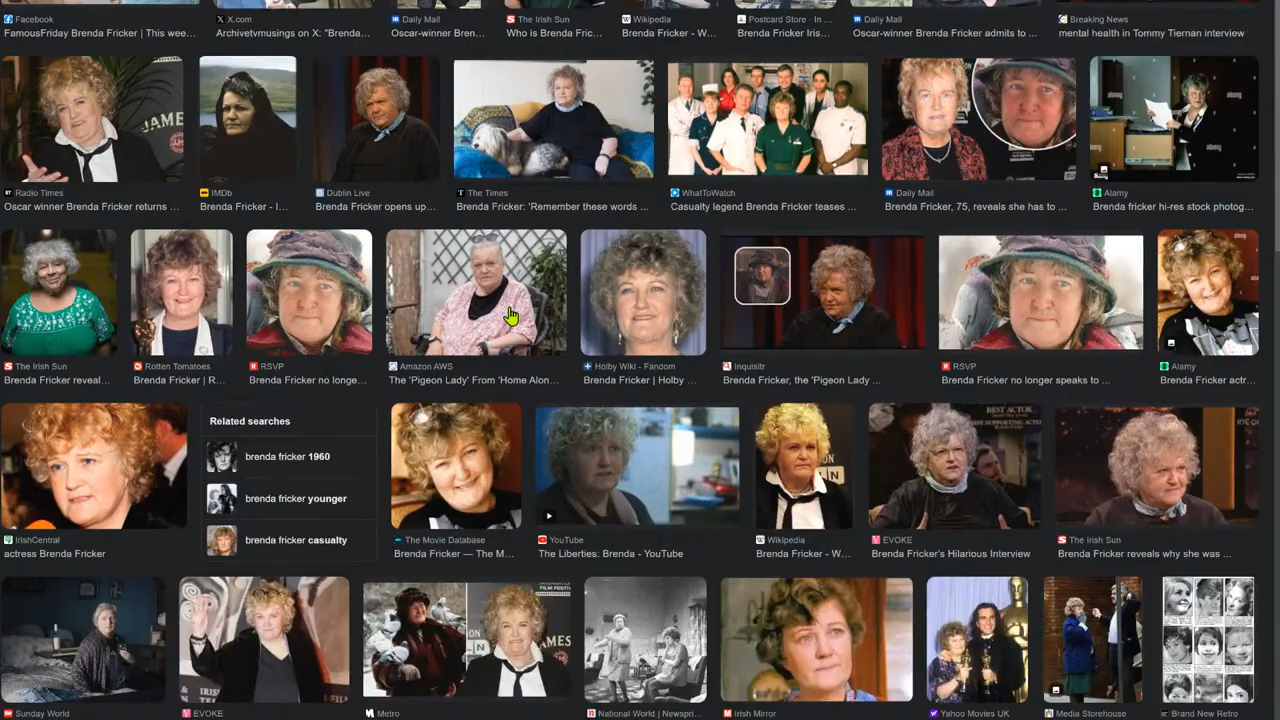 Facebook
X.com
Daily Mail
The Irish Sun
Wikipedia
Postcard Store · In ...
Daily Mail
Breaking News
FamousFriday Brenda Fricker | This wee...
Archivetvmusings on X: "Brenda...
Oscar-winner Bren...
Who is Brenda Fric...
Brenda Fricker - W...
Brenda Fricker Iris...
Oscar-winner Brenda Fricker admits to ...
mental health in Tommy Tiernan interview
JAMES
Radio Times
IMDb
Dublin Live
The Times
WhatToWatch
Daily Mail
Alamy
Oscar winner Brenda Fricker returns ...
Brenda Fricker - I...
Brenda Fricker opens up...
Brenda Fricker: 'Remember these words ...
Casualty legend Brenda Fricker teases ...
Brenda Fricker, 75, reveals she has to ...
Brenda fricker hi-res stock photog...
The Irish Sun
Rotten Tomatoes
RSVP
Amazon AWS
Holby Wiki - Fandom
Inquisitr
RSVP
Alamy
Brenda Fricker reveal...
Brenda Fricker | R...
Brenda Fricker no longe...
The 'Pigeon Lady' From 'Home Alon...
Brenda Fricker | Holby ...
Brenda Fricker, the 'Pigeon Lady ...
Brenda Fricker no longer speaks to ...
Brenda Fricker actr...
Related searches
brenda fricker 1960
brenda fricker younger
brenda fricker casualty
BEST ACTOR
IrishCentral
The Movie Database
YouTube
Wikipedia
EVOKE
The Irish Sun
actress Brenda Fricker
Brenda Fricker — The M...
The Liberties: Brenda - YouTube
Brenda Fricker - W...
Brenda Fricker's Hilarious Interview
Brenda Fricker reveals why she was ...
JAMES
Sunday World
EVOKE
Metro
National World | Newspri...
Irish Mirror
Yahoo Movies UK
Media Storehouse
Brand New Retro